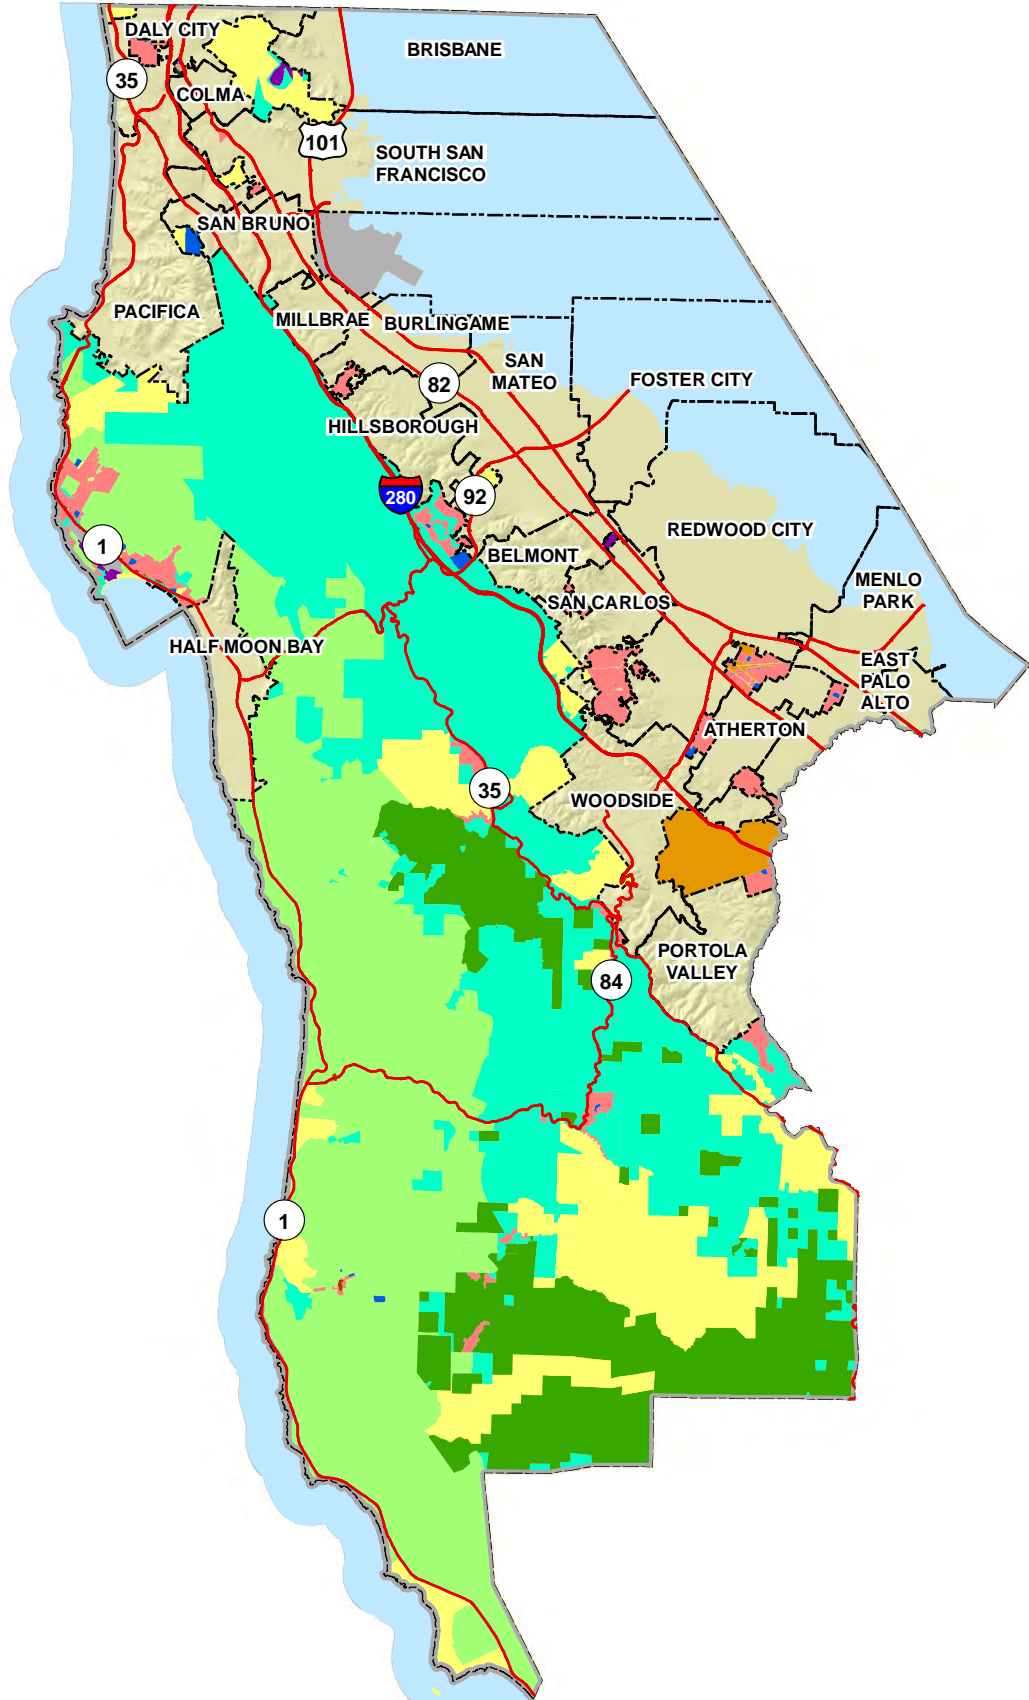 DALY CITY
BRISBANE
35
COLMA
101
SOUTH SAN
FRANCISCO
SAN BRUNO
PACIFICA
MILLBRAE
BURLINGAME
SAN
MATEO
82
FOSTER CITY
HILLSBOROUGH
280
92
REDWOOD CITY
1
BELMONT
MENLO
PARK
SAN CARLOS
HALF MOON BAY
EAST
PALO
ALTO
ATHERTON
35
WOODSIDE
PORTOLA
VALLEY
84
1